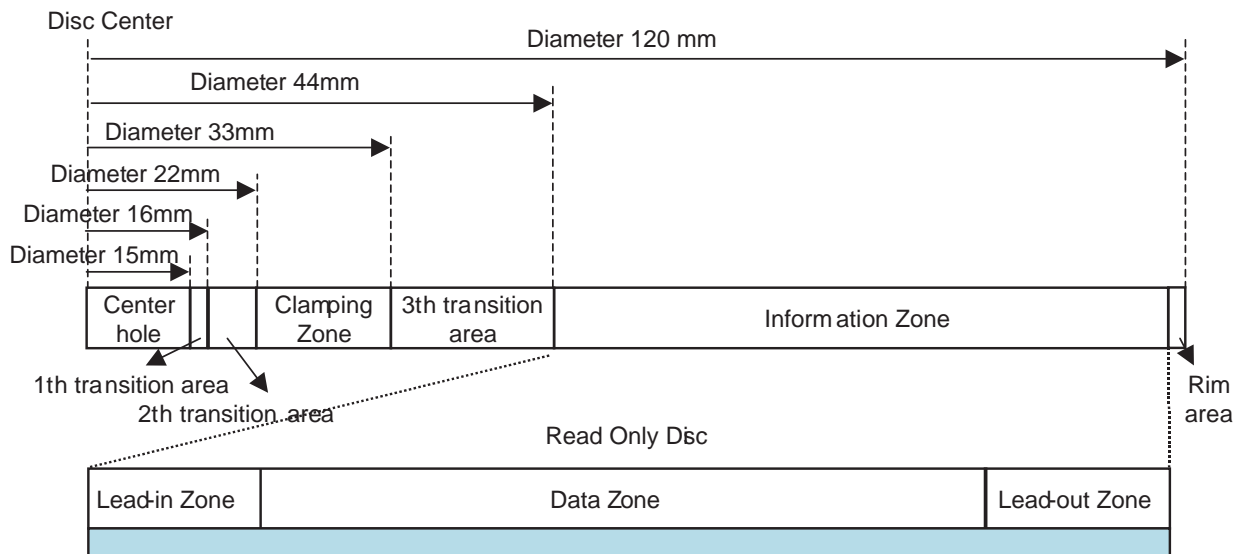 Disc Center
Diameter 120 mm
Diameter 44mm
Diameter 33mm
Diameter 22mm
Diameter 16mm
Diameter 15mm
Center
hole
Clamping
Zone
3th transition
area
Information Zone
1th transition area
2th transition area
Rim
area
Read Only Disc
Lead-in Zone
Data Zone
Lead-out Zone